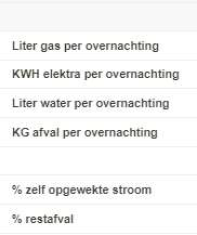 Liter gas per overnachting
KWH elektra per overnachting
Liter water per overnachting
KG afval per overnachting
% zelf opgewekte stroom
% restafval